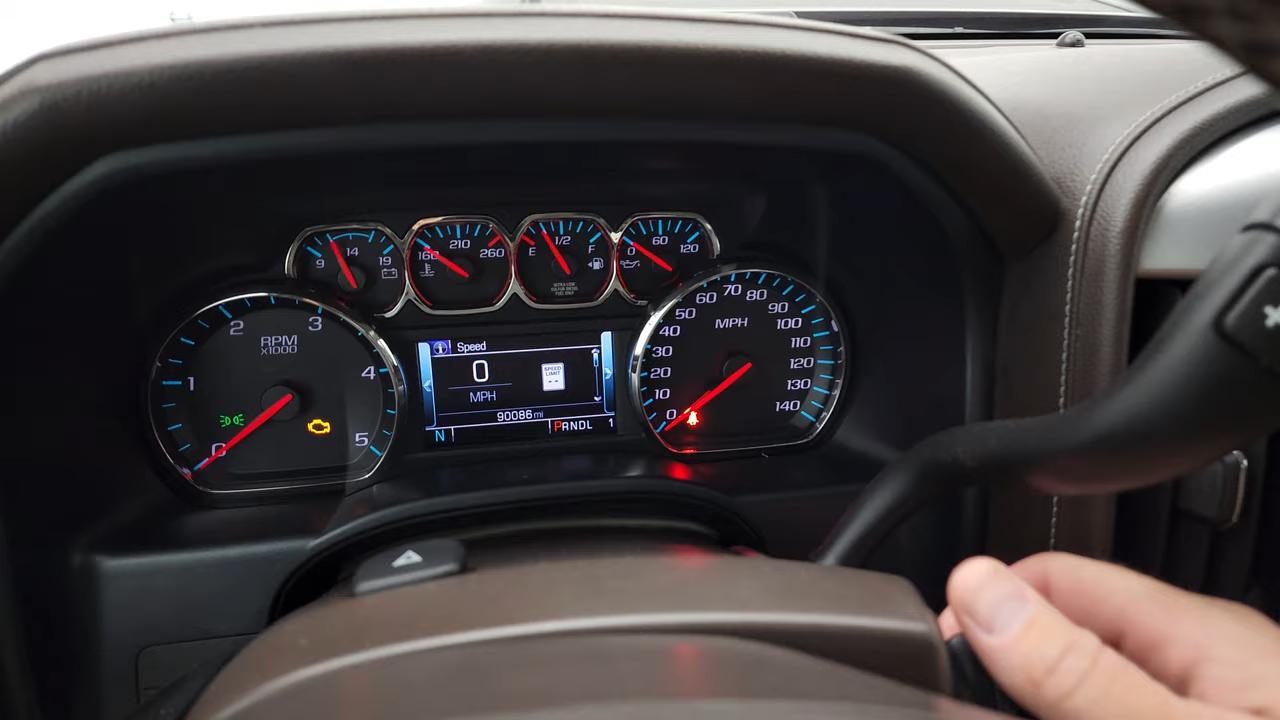 9 14 19
160 210 260
E 1/2 F
ULTRA LOW
SULFUR DIESEL
FUEL ONLY
0 60 120
0 1 2 3 4 5
RPM
X1000
Speed
0
MPH
SPEED
LIMIT
--
90086 mi
N PRNDL 1
0 10 20 30 40 50 60 70 80 90 100 110 120 130 140
MPH